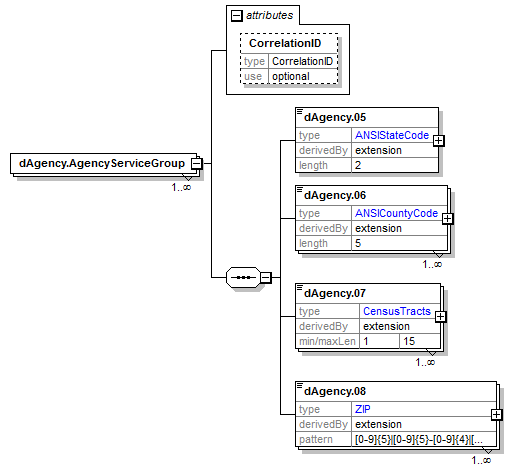 attributes
CorrelationID
type CorrelationID
use optional
dAgency.AgencyServiceGroup
1..∞
dAgency.05
type ANSIStateCode
derivedBy extension
length 2
dAgency.06
type ANSICountyCode
derivedBy extension
length 5
1..∞
dAgency.07
type CensusTracts
derivedBy extension
min/maxLen 1 15
1..∞
dAgency.08
type ZIP
derivedBy extension
pattern [0-9]{5}|[0-9]{5}-[0-9]{4}|[...
1..∞